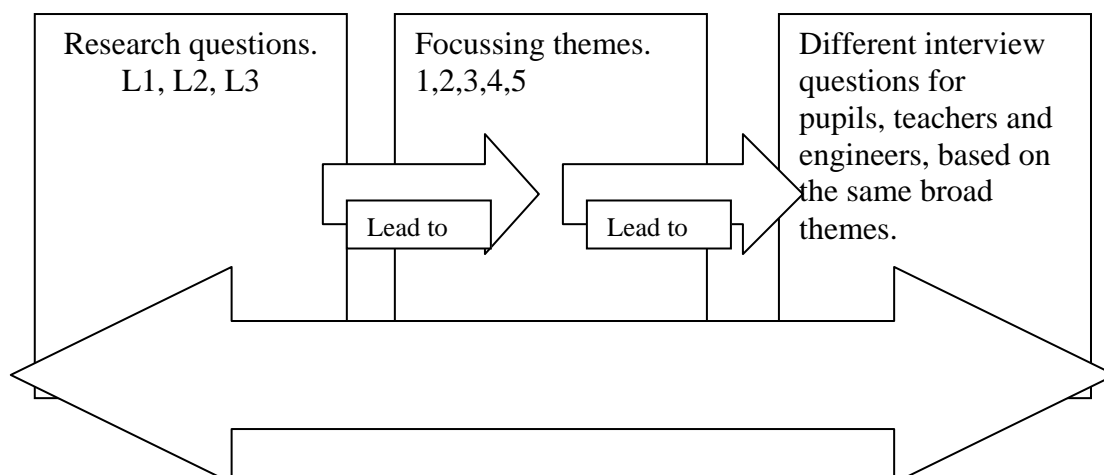 Research questions.
L1, L2, L3
Focussing themes.
1,2,3,4,5
Different interview
questions for
pupils, teachers and
engineers, based on
the same broad
themes.
Lead to
Lead to